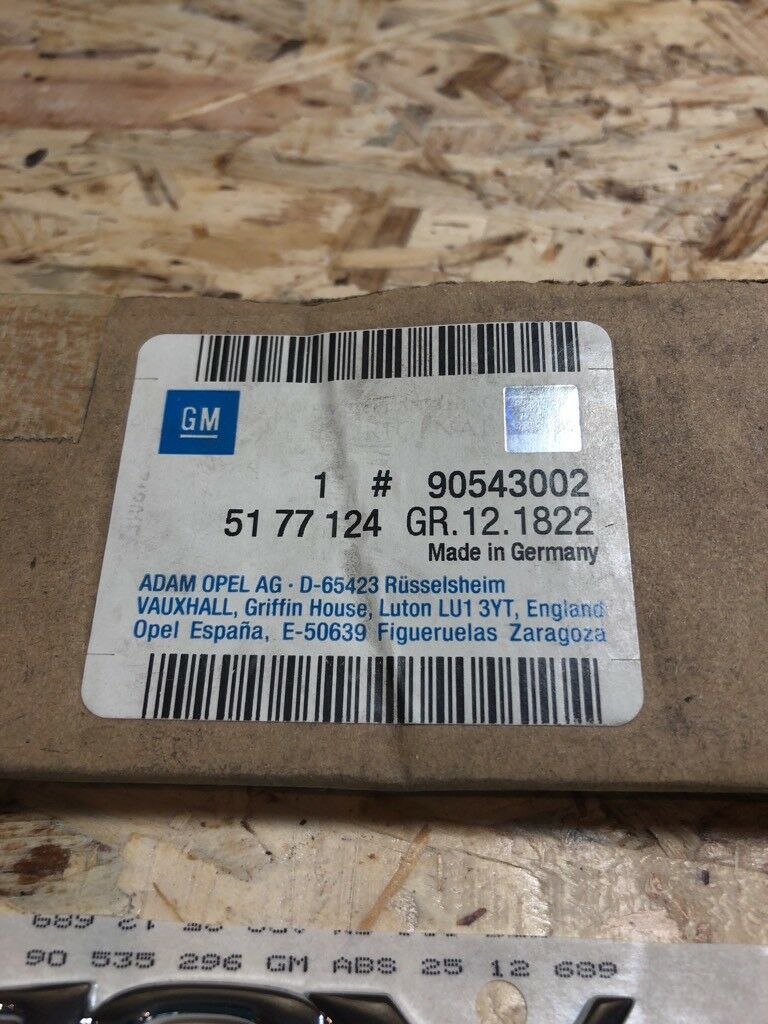 GM
1 # 90543002
51 77 124 GR.12.1822
Made in Germany
ADAM OPEL AG · D-65423 Rüsselsheim
VAUXHALL, Griffin House, Luton LU1 3YT, England
Opel España, E-50639 Figueruelas Zaragoza
90 535 296 GM ABS 25 12 689